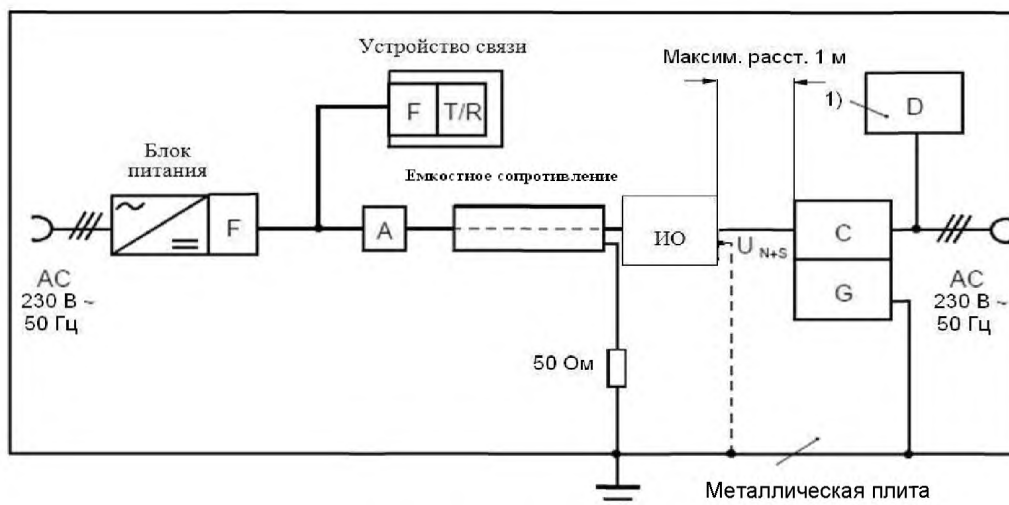 Устройство связи
Максим. расст. 1 м
1)
D
F
T/R
Блок
питания
Емкостное сопротивление
~
=
F
A
ИО
U N+S
C
G
AC
230 В ~
50 Гц
AC
230 В ~
50 Гц
50 Ом
Металлическая плита